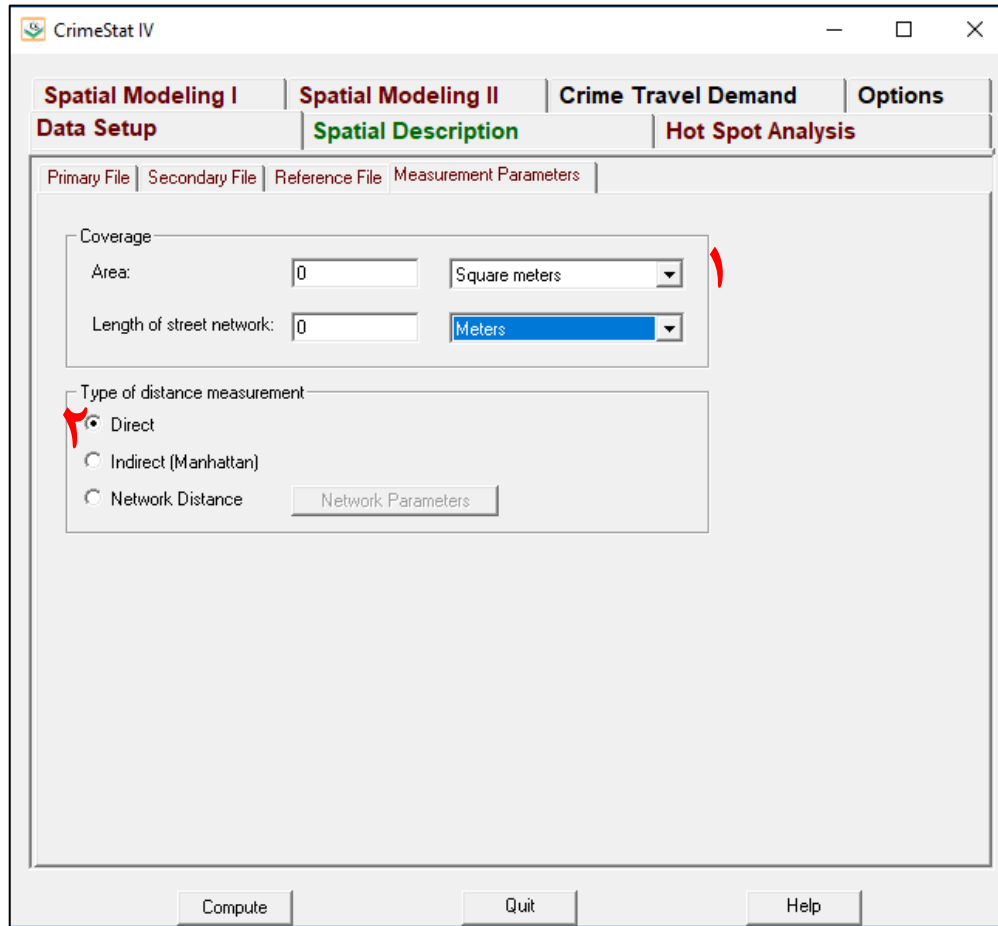 CrimeStat IV
Spatial Modeling I Spatial Modeling II Crime Travel Demand Options
Data Setup Spatial Description Hot Spot Analysis
Primary File Secondary File Reference File Measurement Parameters
Coverage
Area: 0 Square meters ۱
Length of street network: 0 Meters
Type of distance measurement
۲ Direct
Indirect (Manhattan)
Network Distance Network Parameters
Compute Quit Help